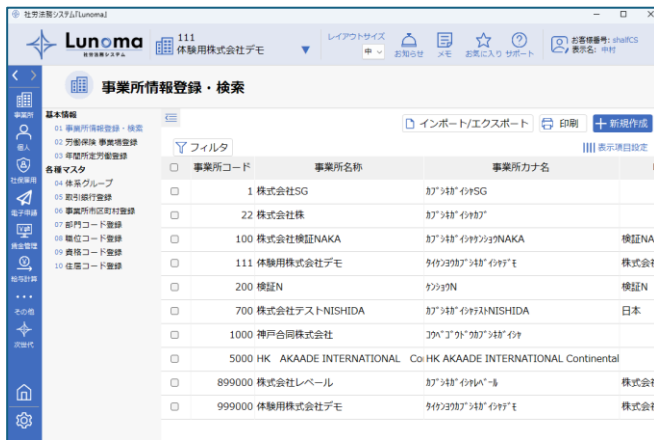 社労法務システム『Lunoma』
Lunoma
社労法務システム
111
体験用株式会社デモ
レイアウトサイズ
中
お知らせ
メモ
お気に入り
サポート
お客様番号: shalfCS
表示名: 中村
事業所情報登録・検索
事業所
個人
社保雇用
電子申請
資金管理
給与計算
その他
次世代
基本情報
01 事業所情報登録・検索
02 労働保険 事業場登録
03 年間所定労働登録
各種マスタ
04 体系グループ
05 取引銀行登録
06 事業所市区町村登録
07 部門コード登録
08 職位コード登録
09 資格コード登録
10 住居コード登録
インポート/エクスポート 印刷 新規作成
フィルタ 表示項目設定
事業所コード 事業所名称 事業所カナ名
1 株式会社SG ｶﾌﾞｼｷｶﾞｲｼｬSG
22 株式会社株 ｶﾌﾞｼｷｶﾞｲｼｬｶﾌﾞ
100 株式会社検証NAKA ｶﾌﾞｼｷｶﾞｲｼｬｹﾝｼｮｳNAKA 検証NA
111 体験用株式会社デモ ﾀｲｹﾝﾖｳｶﾌﾞｼｷｶﾞｲｼｬﾃﾞﾓ 株式会
200 検証N ｹﾝｼｮｳN 検証N
700 株式会社テストNISHIDA ｶﾌﾞｼｷｶﾞｲｼｬﾃｽﾄNISHIDA 日本
1000 神戸合同株式会社 ｺｳﾍﾞｺﾞｳﾄﾞｳｶﾌﾞｼｷｶﾞｲｼｬ
5000 HK AKAADE INTERNATIONAL Co HK AKAADE INTERNATIONAL Continental
899000 株式会社レベール ｶﾌﾞｼｷｶﾞｲｼｬﾚﾍﾞｰﾙ 株式会
999000 体験用株式会社デモ ﾀｲｹﾝﾖｳｶﾌﾞｼｷｶﾞｲｼｬﾃﾞﾓ 株式会